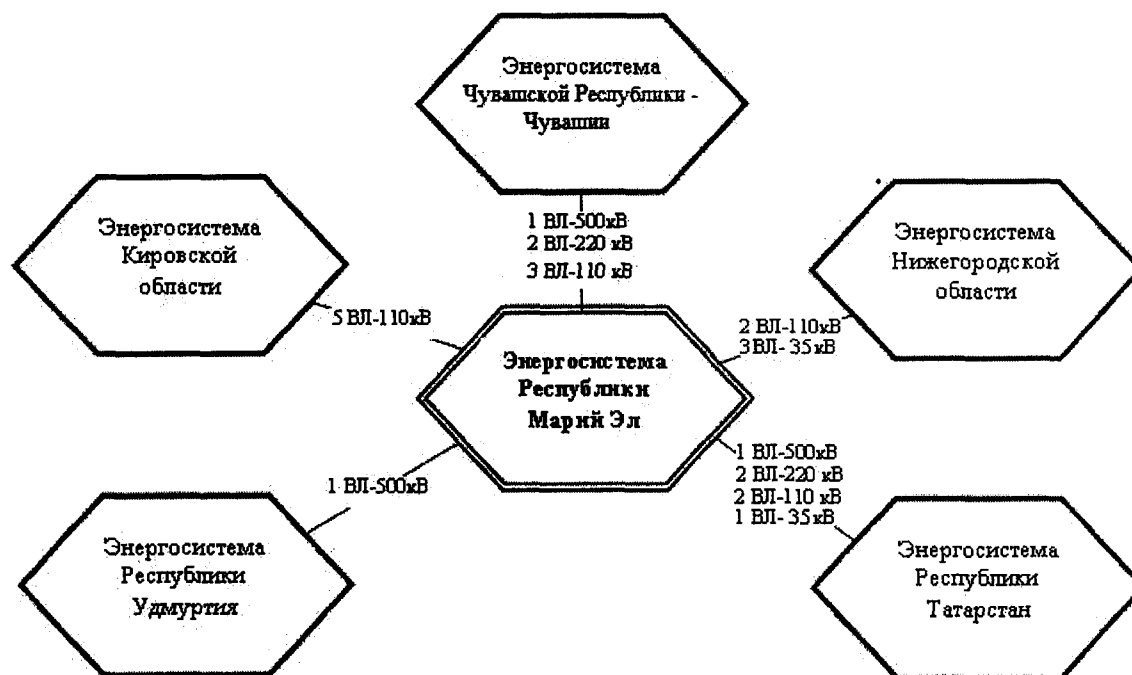 Энергосистема
Чувашской Республики -
Чувашии
1 ВЛ-500кВ
2 ВЛ-220 кВ
3 ВЛ-110 кВ
Энергосистема
Кировской
области
5 ВЛ-110кВ
Энергосистема
Нижегородской
области
2 ВЛ-110кВ
3ВЛ- 35кВ
Энергосистема
Республики
Марий Эл
1 ВЛ-500кВ
Энергосистема
Республики
Удмуртия
1 ВЛ-500кВ
2 ВЛ-220 кВ
2 ВЛ-110 кВ
1 ВЛ- 35кВ
Энергосистема
Республики
Татарстан